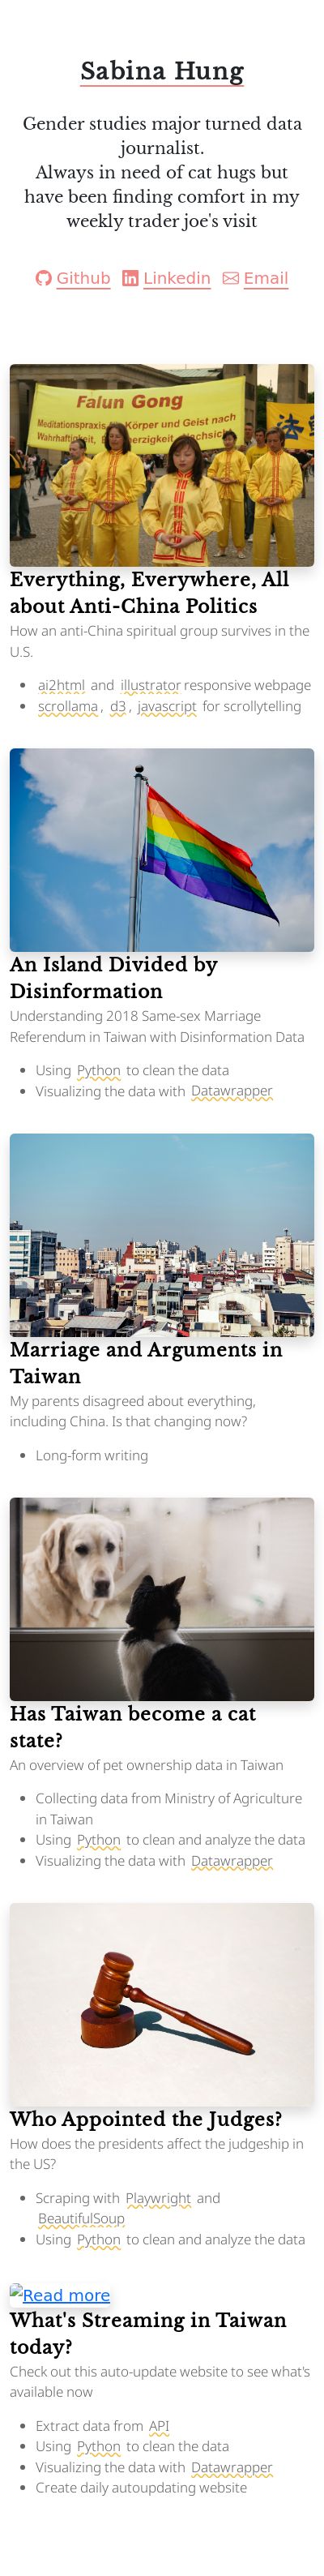 Sabina Hung
Gender studies major turned data
journalist.
Always in need of cat hugs but
have been finding comfort in my
weekly trader joe's visit
Github Linkedin Email
Falun Gong
Meditationspraxis für Körper und Geist nach
Wahrhaftigkeit, Barmherzigkeit, Nachsicht
法
Everything, Everywhere, All
about Anti-China Politics
How an anti-China spiritual group survives in the
U.S.
ai2html and illustrator responsive webpage
scrollama, d3, javascript for scrollytelling
An Island Divided by
Disinformation
Understanding 2018 Same-sex Marriage
Referendum in Taiwan with Disinformation Data
Using Python to clean the data
Visualizing the data with Datawrapper
Marriage and Arguments in
Taiwan
My parents disagreed about everything,
including China. Is that changing now?
Long-form writing
Has Taiwan become a cat
state?
An overview of pet ownership data in Taiwan
Collecting data from Ministry of Agriculture
in Taiwan
Using Python to clean and analyze the data
Visualizing the data with Datawrapper
Who Appointed the Judges?
How does the presidents affect the judgeship in
the US?
Scraping with Playwright and
BeautifulSoup
Using Python to clean and analyze the data
Read more
What's Streaming in Taiwan
today?
Check out this auto-update website to see what's
available now
Extract data from API
Using Python to clean the data
Visualizing the data with Datawrapper
Create daily autoupdating website